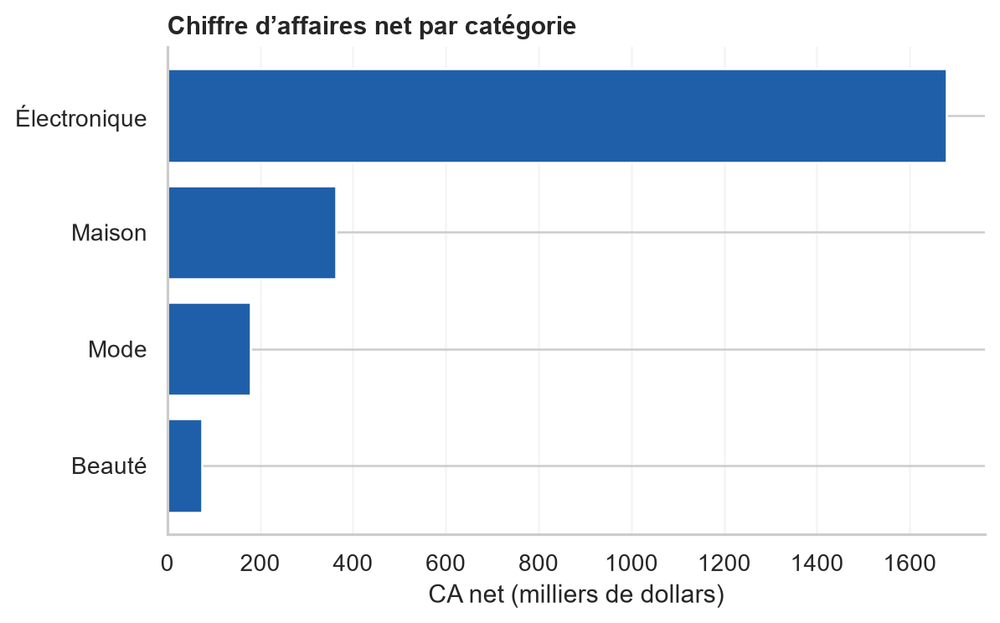 Chiffre d’affaires net par catégorie
Électronique
Maison
Mode
Beauté
0 200 400 600 800 1000 1200 1400 1600
CA net (milliers de dollars)